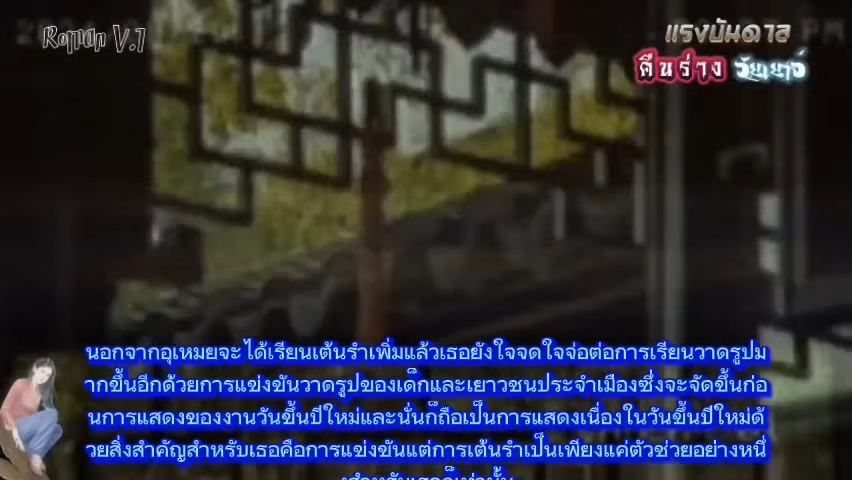 Roman V.1
แรงบันดาล
PM
คืนร่าง
นอกจากอุเหมยจะได้เรียนเต้นรำเพิ่มแล้วเธอยังใจจดใจจ่อต่อการเรียนวาดรูปม
ากขึ้นอีกด้วยการแข่งขันวาดรูปของเด็กและเยาวชนประจำเมืองซึ่งจะจัดขึ้นก่อ
นการแสดงของงานวันขึ้นปีใหม่และนั่นก็ถือเป็นการแสดงเนื่องในวันขึ้นปีใหม่ด้
วยสิ่งสำคัญสำหรับเธอคือการแข่งขันแต่การเต้นรำเป็นเพียงแค่ตัวช่วยอย่างหนึ่